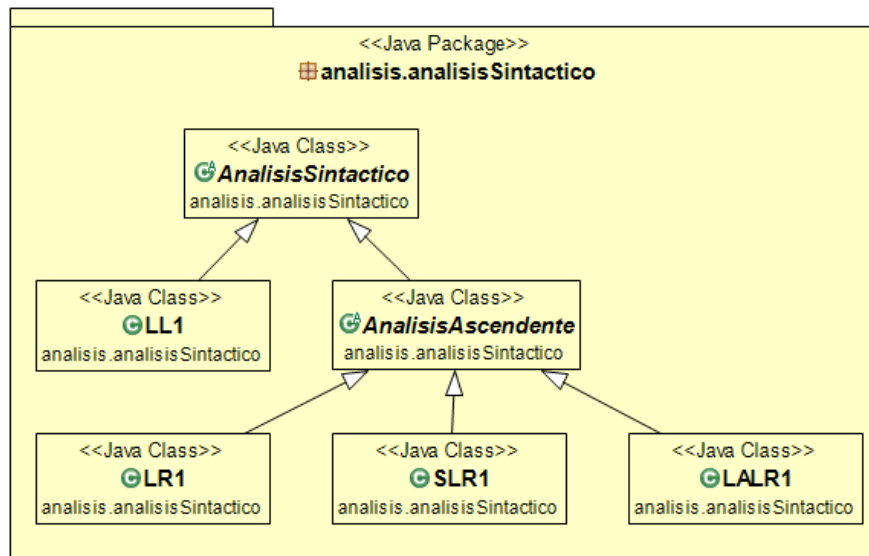 <<Java Package>>
analisis.analisisSintactico
<<Java Class>>
AnalisisSintactico
analisis.analisisSintactico
<<Java Class>>
LL1
analisis.analisisSintactico
<<Java Class>>
AnalisisAscendente
analisis.analisisSintactico
<<Java Class>>
LR1
analisis.analisisSintactico
<<Java Class>>
SLR1
analisis.analisisSintactico
<<Java Class>>
LALR1
analisis.analisisSintactico